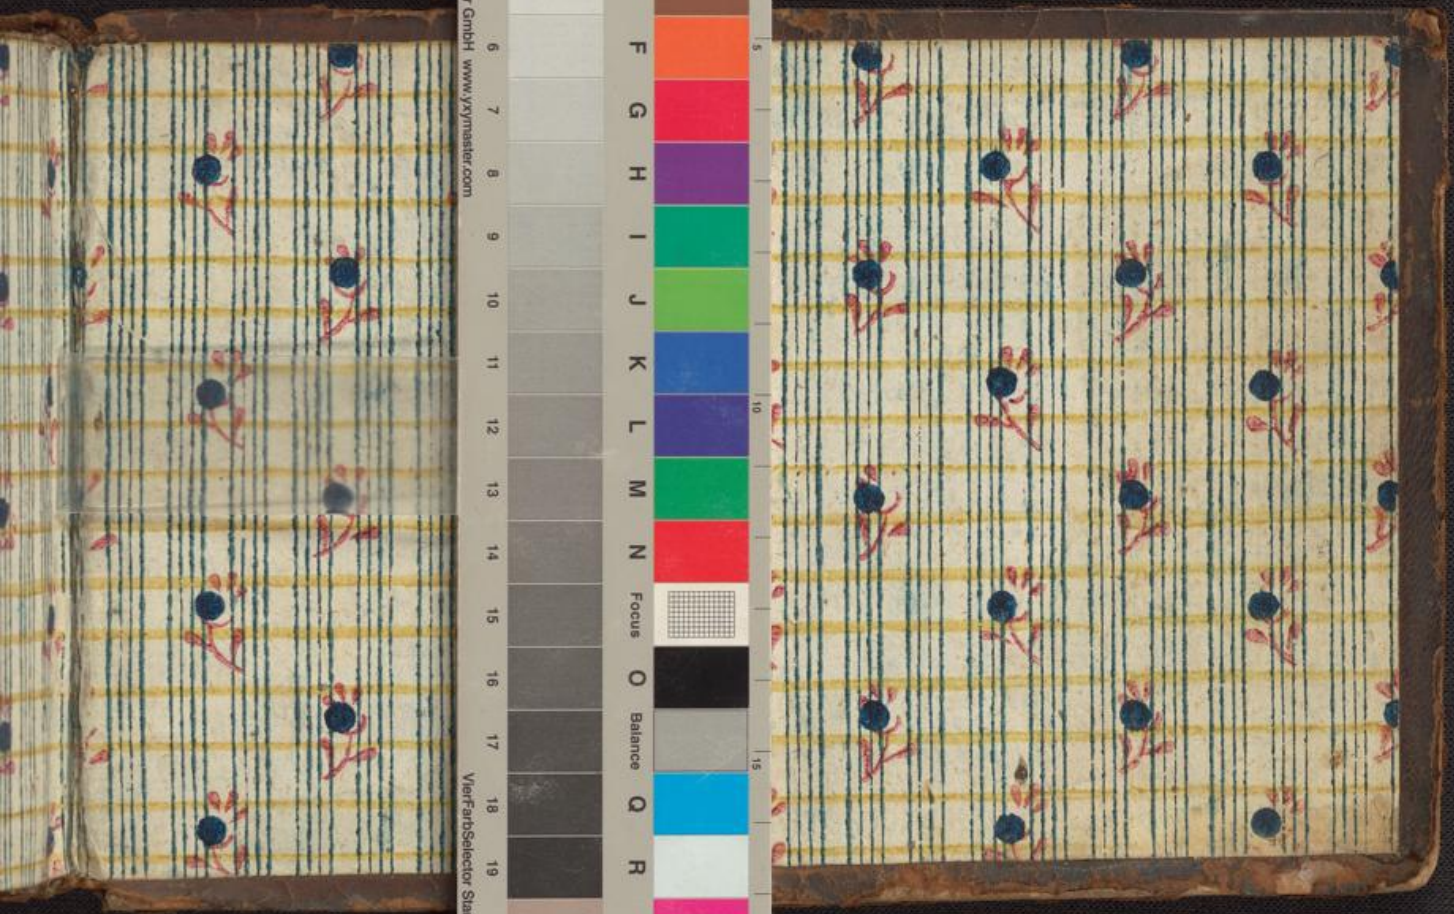 r GmbH www.yxymaster.com
VierFarbSelector Sta
6
7
8
9
10
11
12
13
14
15
16
17
18
19
F
G
H
I
J
K
L
M
N
Focus
O
Balance
Q
R
5
10
15